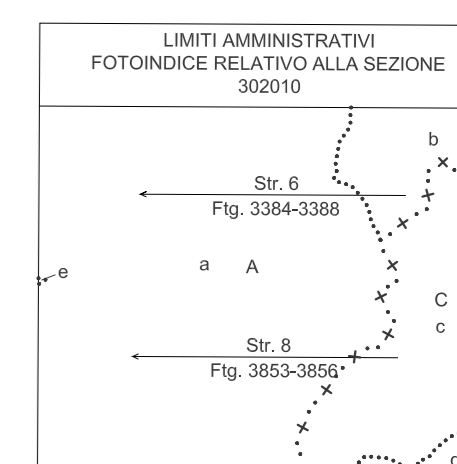 LIMITI AMMINISTRATIVI
FOTOINDICE RELATIVO ALLA SEZIONE
302010
b
Str. 6
Ftg. 3384-3388
a
A
e
C
c
Str. 8
Ftg. 3853-3856